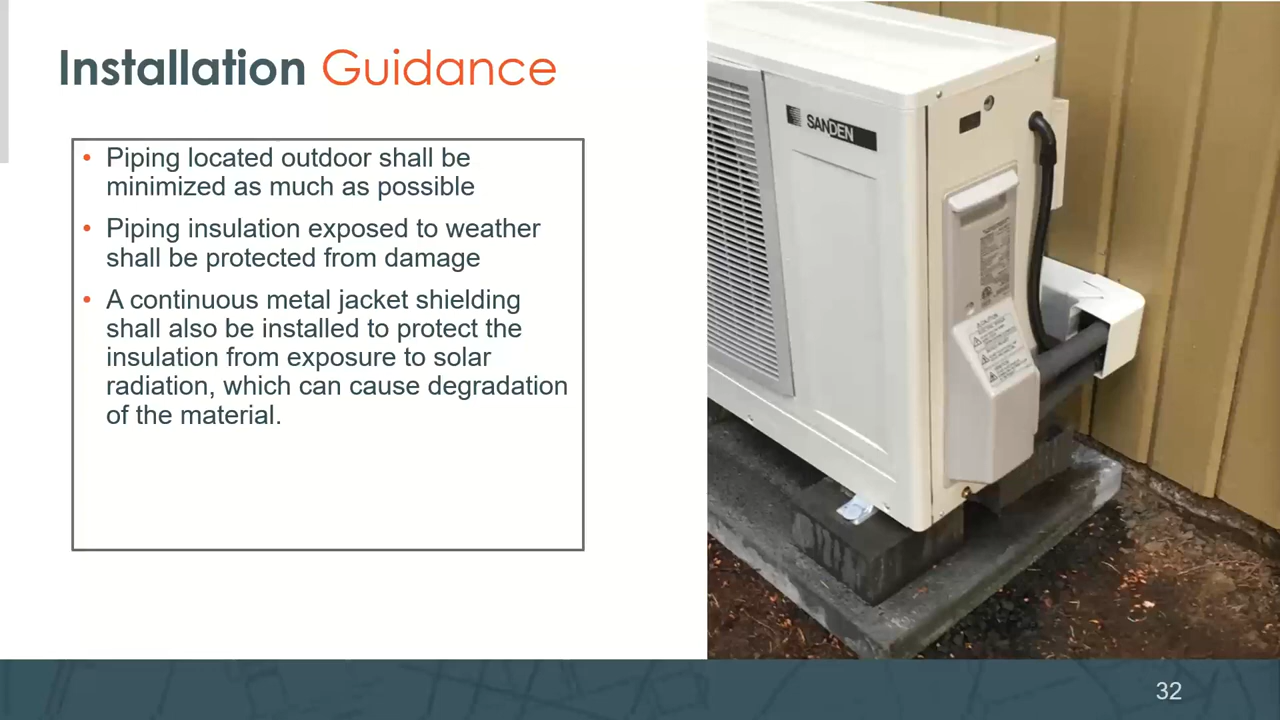 Installation Guidance
• Piping located outdoor shall be
minimized as much as possible
• Piping insulation exposed to weather
shall be protected from damage
• A continuous metal jacket shielding
shall also be installed to protect the
insulation from exposure to solar
radiation, which can cause degradation
of the material.
SANDEN
32